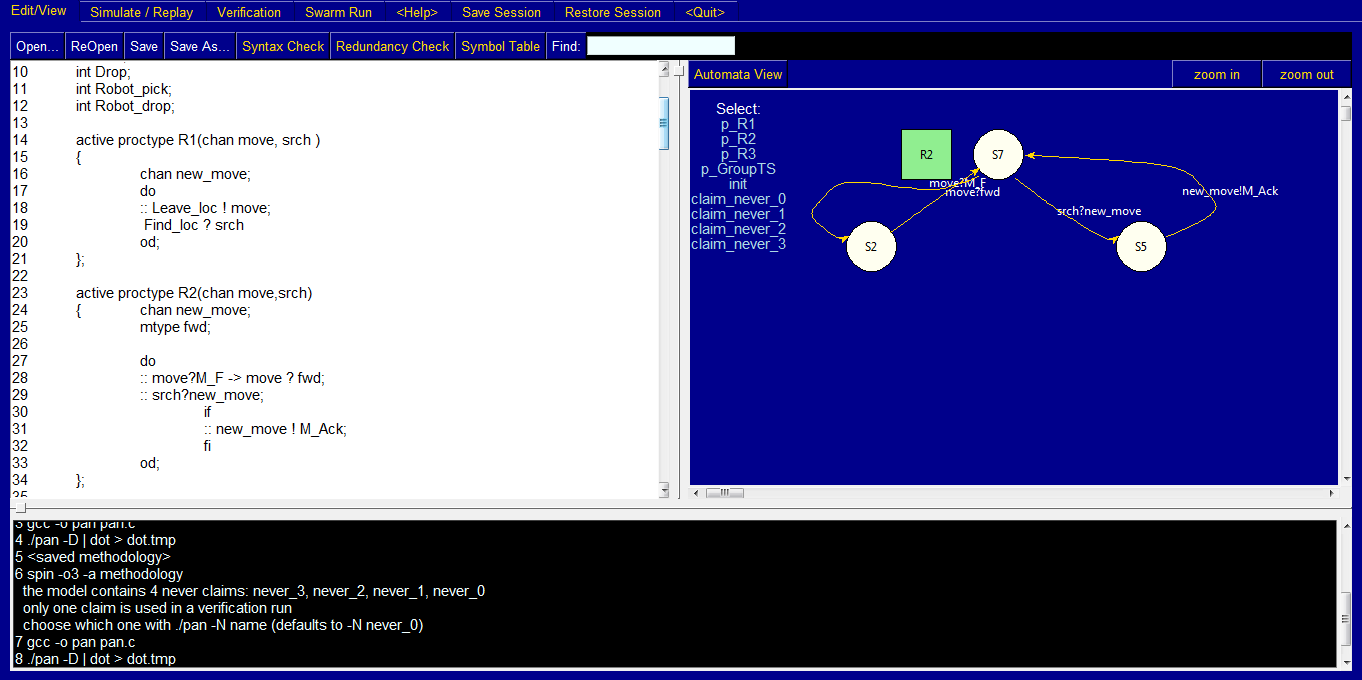 Edit/View Simulate / Replay Verification Swarm Run <Help> Save Session Restore Session <Quit>
Open... ReOpen Save Save As... Syntax Check Redundancy Check Symbol Table Find:
10 int Drop;
11 int Robot_pick;
12 int Robot_drop;
13
14 active proctype R1(chan move, srch )
15 {
16 chan new_move;
17 do
18 :: Leave_loc ! move;
19 Find_loc ? srch
20 od;
21 };
22
23 active proctype R2(chan move,srch)
24 { chan new_move;
25 mtype fwd;
26
27 do
28 :: move?M_F -> move ? fwd;
29 :: srch?new_move;
30 if
31 :: new_move ! M_Ack;
32 fi
33 od;
34 };
35
Automata View zoom in zoom out
Select:
p_R1
p_R2
p_R3
p_GroupTS
init
claim_never_0
claim_never_1
claim_never_2
claim_never_3
R2 S7
move?M_F
move?fwd
new_move!M_Ack
srch?new_move
S2 S5
3 gcc -o pan pan.c
4 ./pan -D | dot > dot.tmp
5 <saved methodology>
6 spin -o3 -a methodology
the model contains 4 never claims: never_3, never_2, never_1, never_0
only one claim is used in a verification run
choose which one with ./pan -N name (defaults to -N never_0)
7 gcc -o pan pan.c
8 ./pan -D | dot > dot.tmp